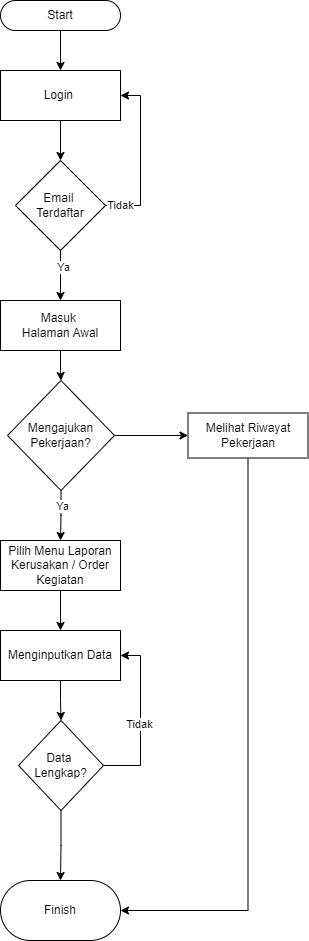 Start
Login
Email
Terdaftar
Tidak
Ya
Masuk
Halaman Awal
Mengajukan
Pekerjaan?
Melihat Riwayat
Pekerjaan
Ya
Pilih Menu Laporan
Kerusakan / Order
Kegiatan
Menginputkan Data
Tidak
Data
Lengkap?
Finish